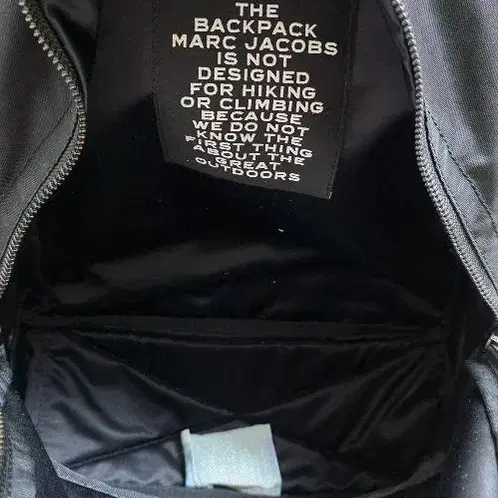 THE
BACKPACK
MARC JACOBS
IS NOT
DESIGNED
FOR HIKING
OR CLIMBING
BECAUSE
WE DO NOT
KNOW THE
FIRST THING
ABOUT THE
GREAT
OUTDOORS